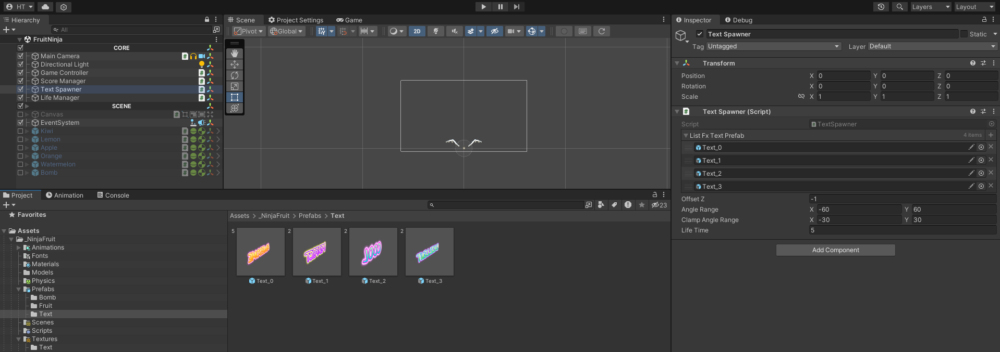 HT
Layers
Layout
Hierarchy
All
FruitNinja
CORE
Main Camera
Directional Light
Game Controller
Score Manager
Text Spawner
Life Manager
SCENE
Canvas
EventSystem
Kiwi
Lemon
Apple
Orange
Watermelon
Bomb
Scene
Project Settings
Game
Pivot
Global
2D
Inspector
Debug
Text Spawner
Static
Tag Untagged
Layer Default
Transform
Position X 0 Y 0 Z 0
Rotation X 0 Y 0 Z 0
Scale X 1 Y 1 Z 1
Text Spawner (Script)
Script TextSpawner
List Fx Text Prefab 4 items
Text_0
Text_1
Text_2
Text_3
Offset Z -1
Angle Range X -60 Y 60
Clamp Angle Range X -30 Y 30
Life Time 5
Add Component
Project
Animation
Console
23
Favorites
Assets
_NinjaFruit
Animations
Fonts
Materials
Models
Physics
Prefabs
Bomb
Fruit
Text
Scenes
Scripts
Textures
Text
Assets > _NinjaFruit > Prefabs > Text
5 2 2 2
AWESOME
PERFECT
COOL
Text_0
Text_1
Text_2
Text_3